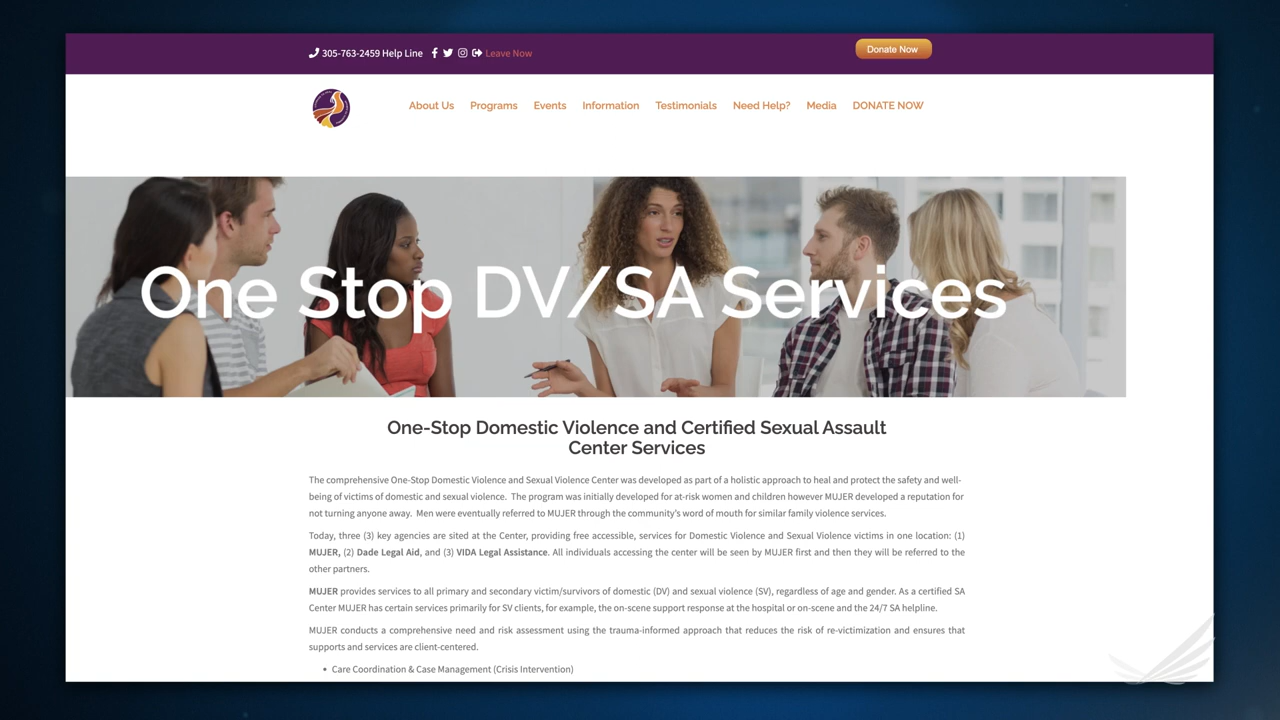 305-763-2459 Help Line Leave Now Donate Now
About Us Programs Events Information Testimonials Need Help? Media DONATE NOW
One Stop DV/SA Services
One-Stop Domestic Violence and Certified Sexual Assault
Center Services
The comprehensive One-Stop Domestic Violence and Sexual Violence Center was developed as part of a holistic approach to heal and protect the safety and well-
being of victims of domestic and sexual violence. The program was initially developed for at-risk women and children however MUJER developed a reputation for
not turning anyone away. Men were eventually referred to MUJER through the community's word of mouth for similar family violence services.
Today, three (3) key agencies are sited at the Center, providing free accessible, services for Domestic Violence and Sexual Violence victims in one location: (1)
MUJER, (2) Dade Legal Aid, and (3) VIDA Legal Assistance. All individuals accessing the center will be seen by MUJER first and then they will be referred to the
other partners.
MUJER provides services to all primary and secondary victim/survivors of domestic (DV) and sexual violence (SV), regardless of age and gender. As a certified SA
Center MUJER has certain services primarily for SV clients, for example, the on-scene support response at the hospital or on-scene and the 24/7 SA helpline.
MUJER conducts a comprehensive need and risk assessment using the trauma-informed approach that reduces the risk of re-victimization and ensures that
supports and services are client-centered.
• Care Coordination & Case Management (Crisis Intervention)